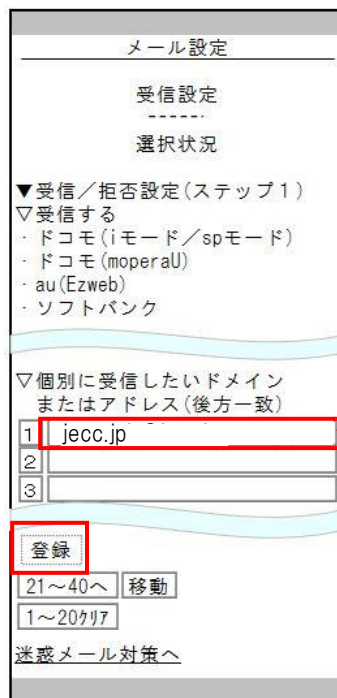 メール設定
受信設定
選択状況
▼受信／拒否設定(ステップ1)
▽受信する
・ドコモ(iモード／spモード)
・ドコモ(moperaU)
・au(Ezweb)
・ソフトバンク
▽個別に受信したいドメイン
またはアドレス(後方一致)
1 jecc.jp
2
3
登録
21～40へ 移動
1～20クリア
迷惑メール対策へ